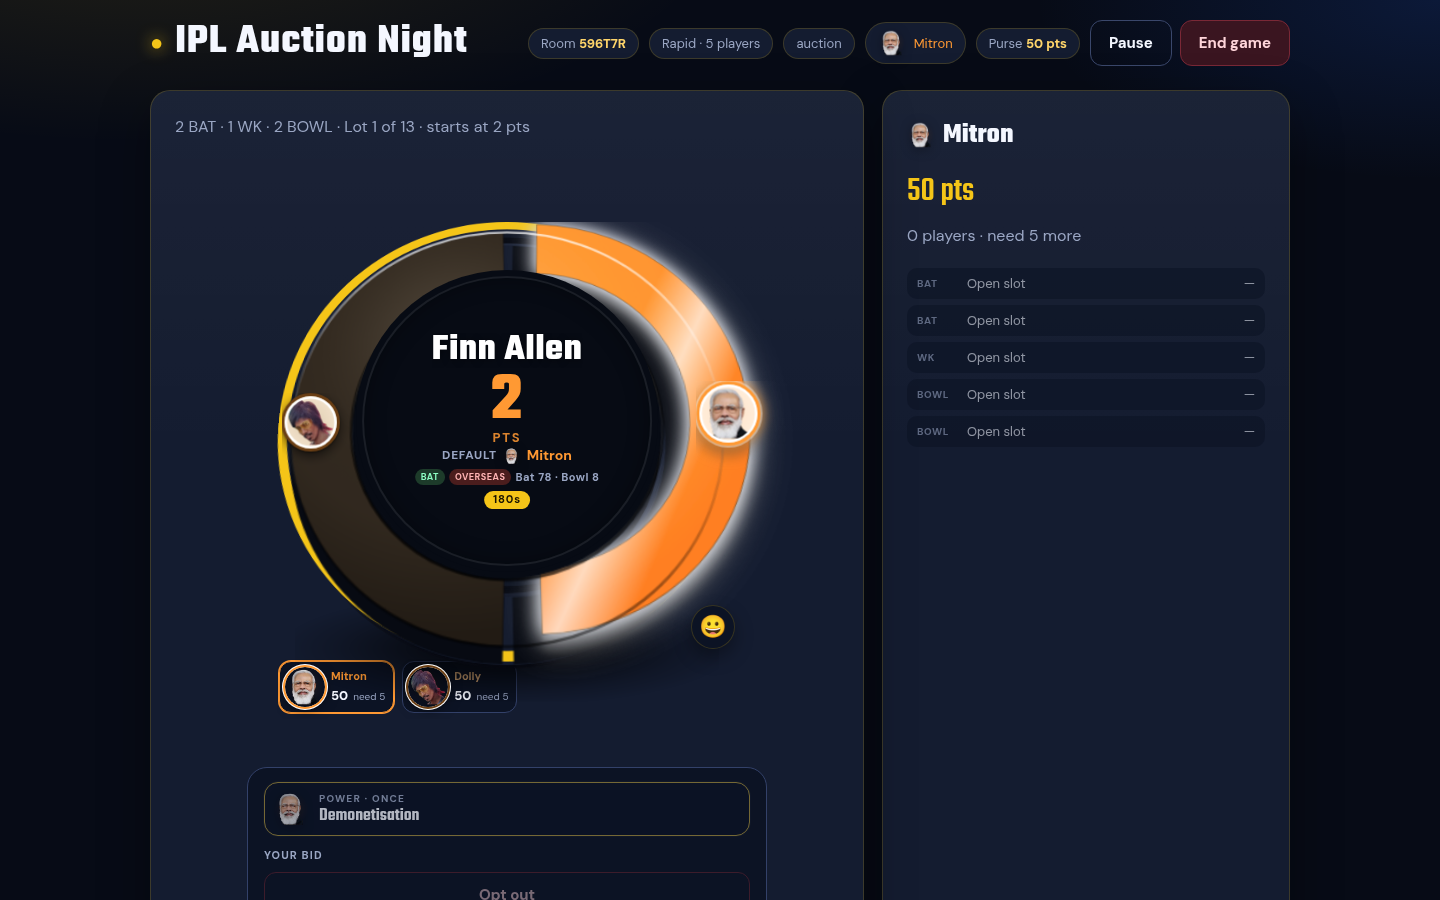 IPL Auction Night
Room 596T7R
Rapid · 5 players
auction
Mitron
Purse 50 pts
Pause
End game
2 BAT · 1 WK · 2 BOWL · Lot 1 of 13 · starts at 2 pts
Finn Allen
2
PTS
DEFAULT Mitron
BAT OVERSEAS Bat 78 · Bowl 8
180s
Mitron
50 need 5
Dolly
50 need 5
POWER · ONCE
Demonetisation
YOUR BID
Opt out
Mitron
50 pts
0 players · need 5 more
BAT Open slot —
BAT Open slot —
WK Open slot —
BOWL Open slot —
BOWL Open slot —